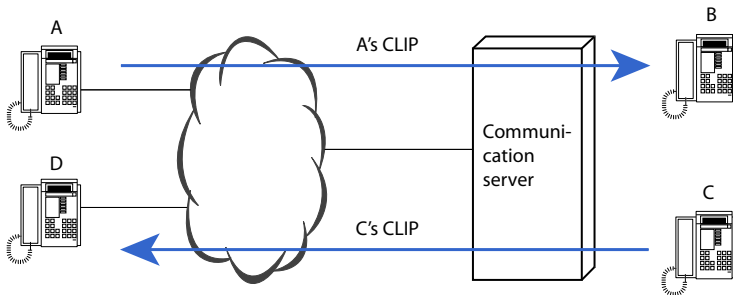 A
A's CLIP
B
Communi-
cation
server
D
C
C's CLIP